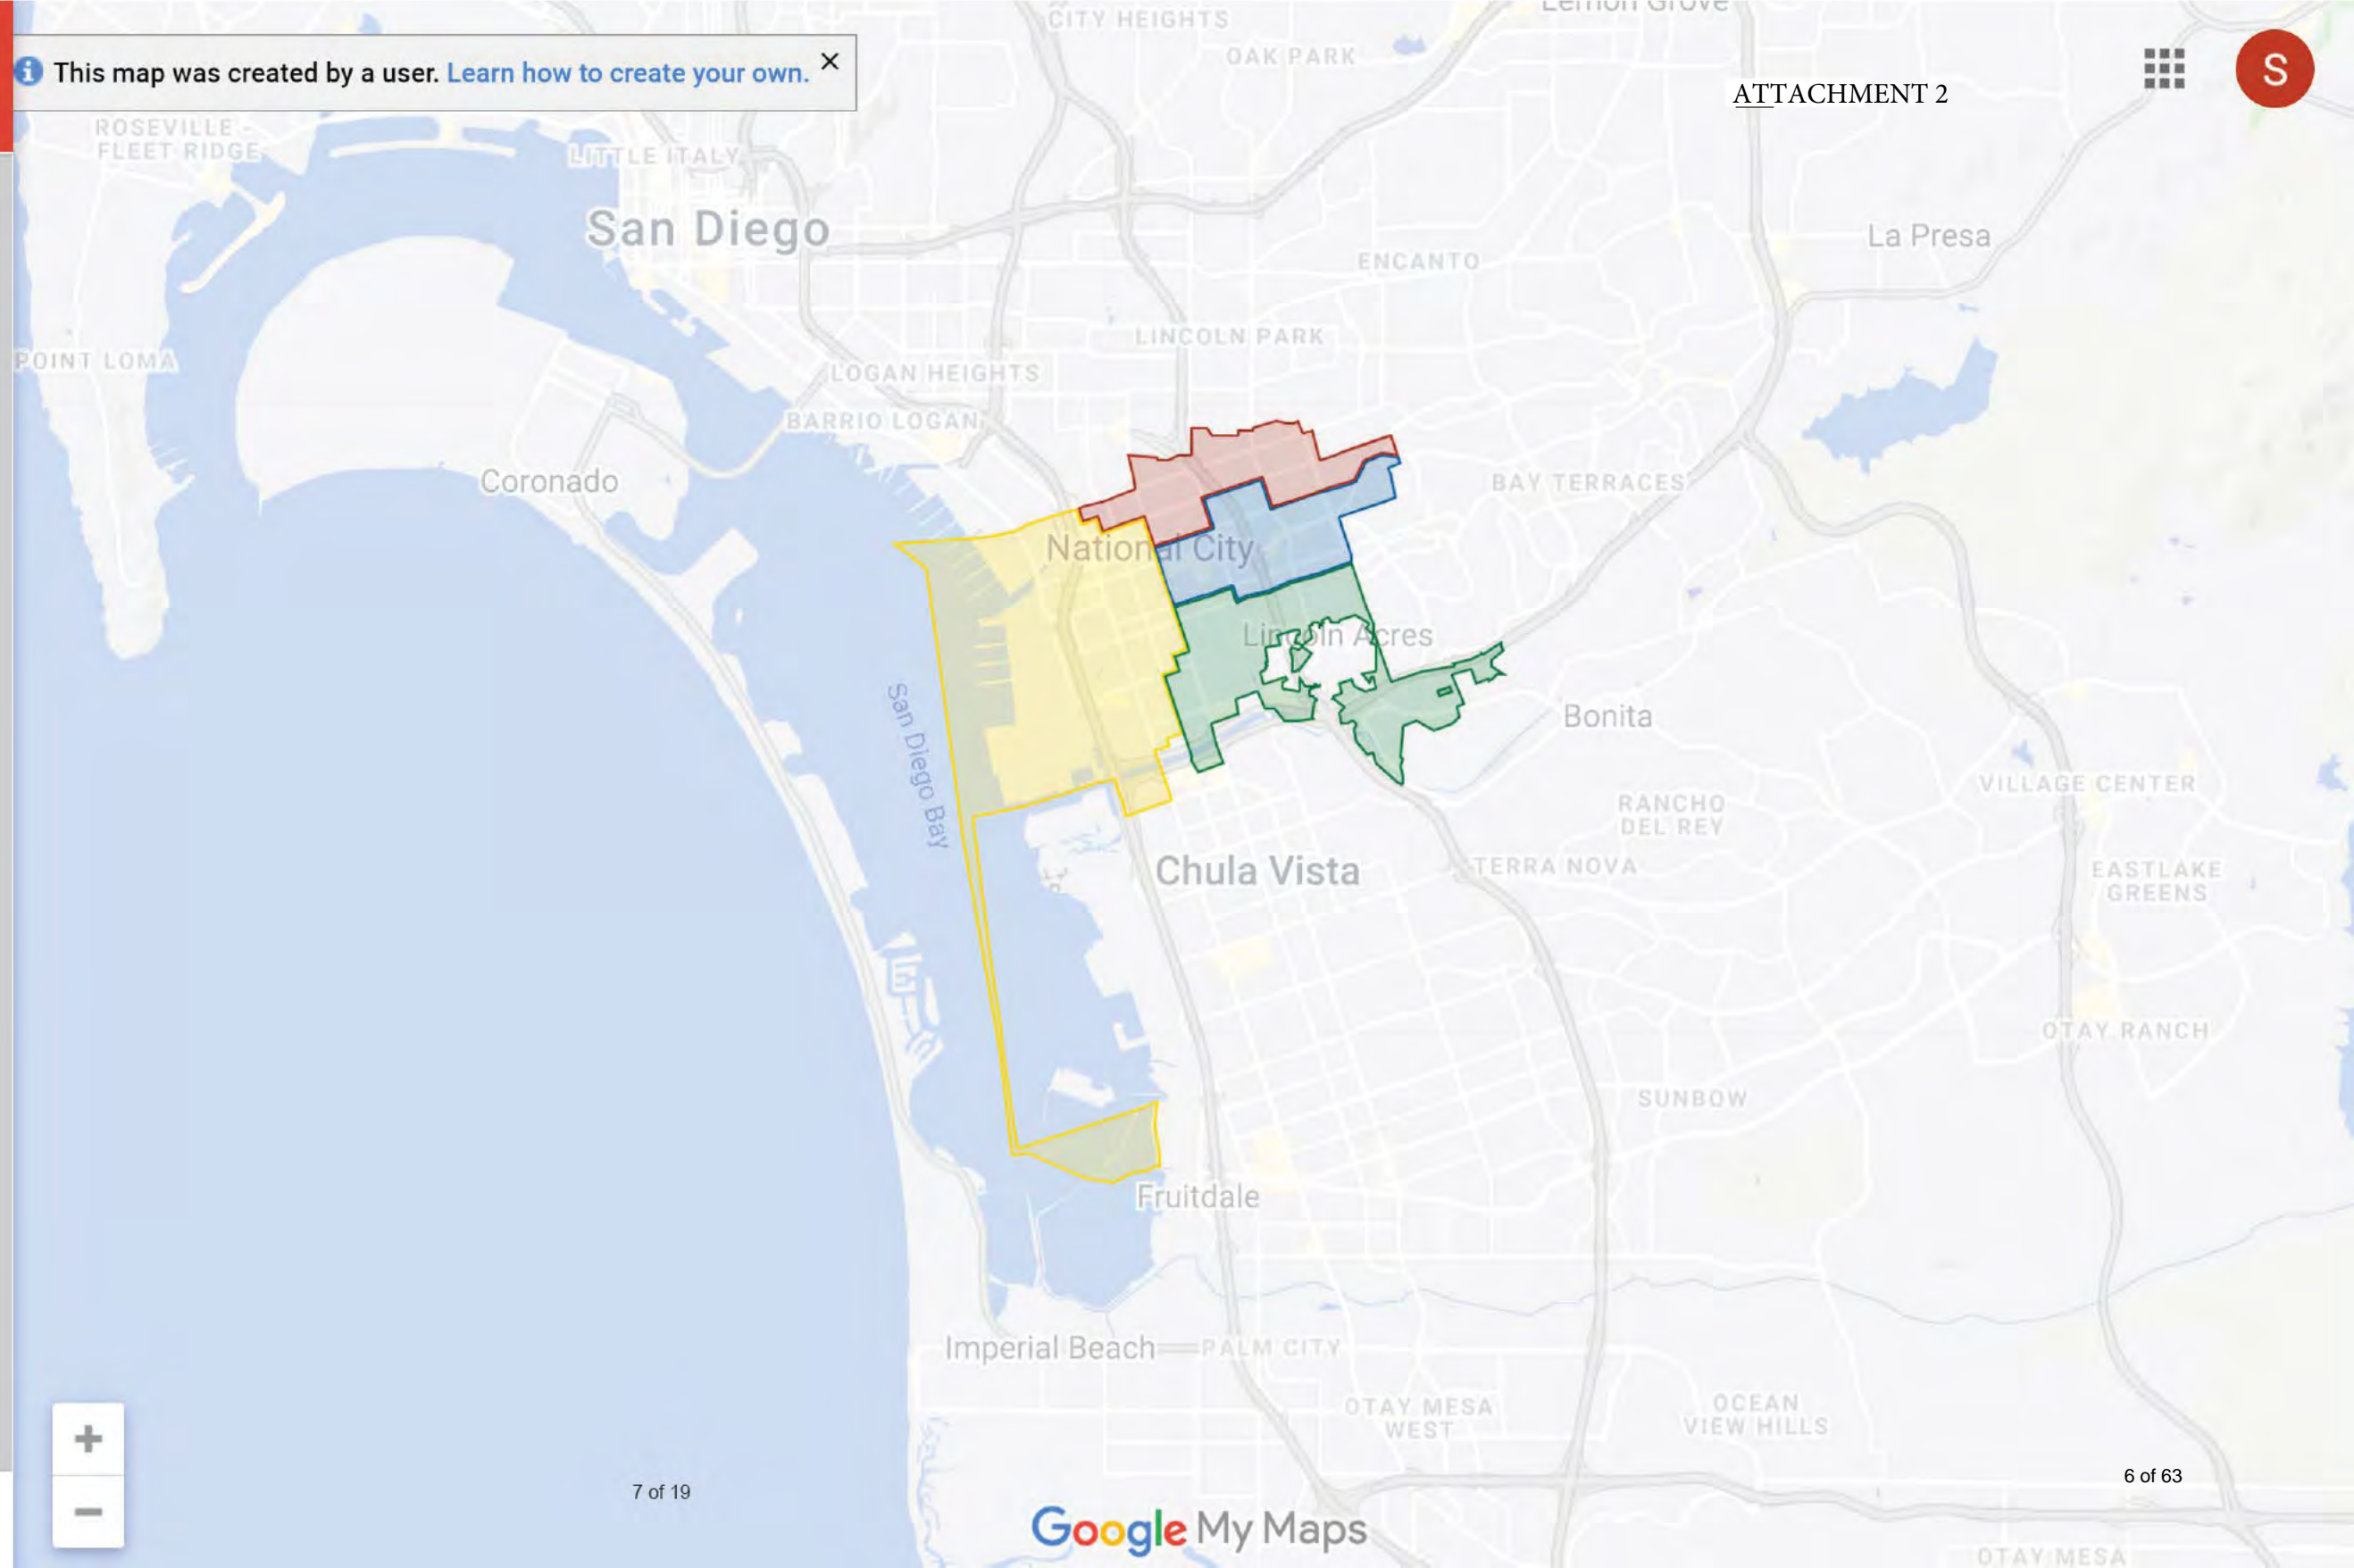 Lemon Grove
CITY HEIGHTS
OAK PARK
This map was created by a user. Learn how to create your own.
ATTACHMENT 2
S
ROSEVILLE -
FLEET RIDGE
LITTLE ITALY
San Diego
La Presa
ENCANTO
LINCOLN PARK
POINT LOMA
LOGAN HEIGHTS
BARRIO LOGAN
Coronado
BAY TERRACES
National City
Lincoln Acres
San Diego Bay
Bonita
VILLAGE CENTER
RANCHO
DEL REY
Chula Vista
TERRA NOVA
EASTLAKE
GREENS
OTAY RANCH
SUNBOW
Fruitdale
Imperial Beach
PALM CITY
OTAY MESA
WEST
OCEAN
VIEW HILLS
7 of 19
6 of 63
Google My Maps
OTAY MESA